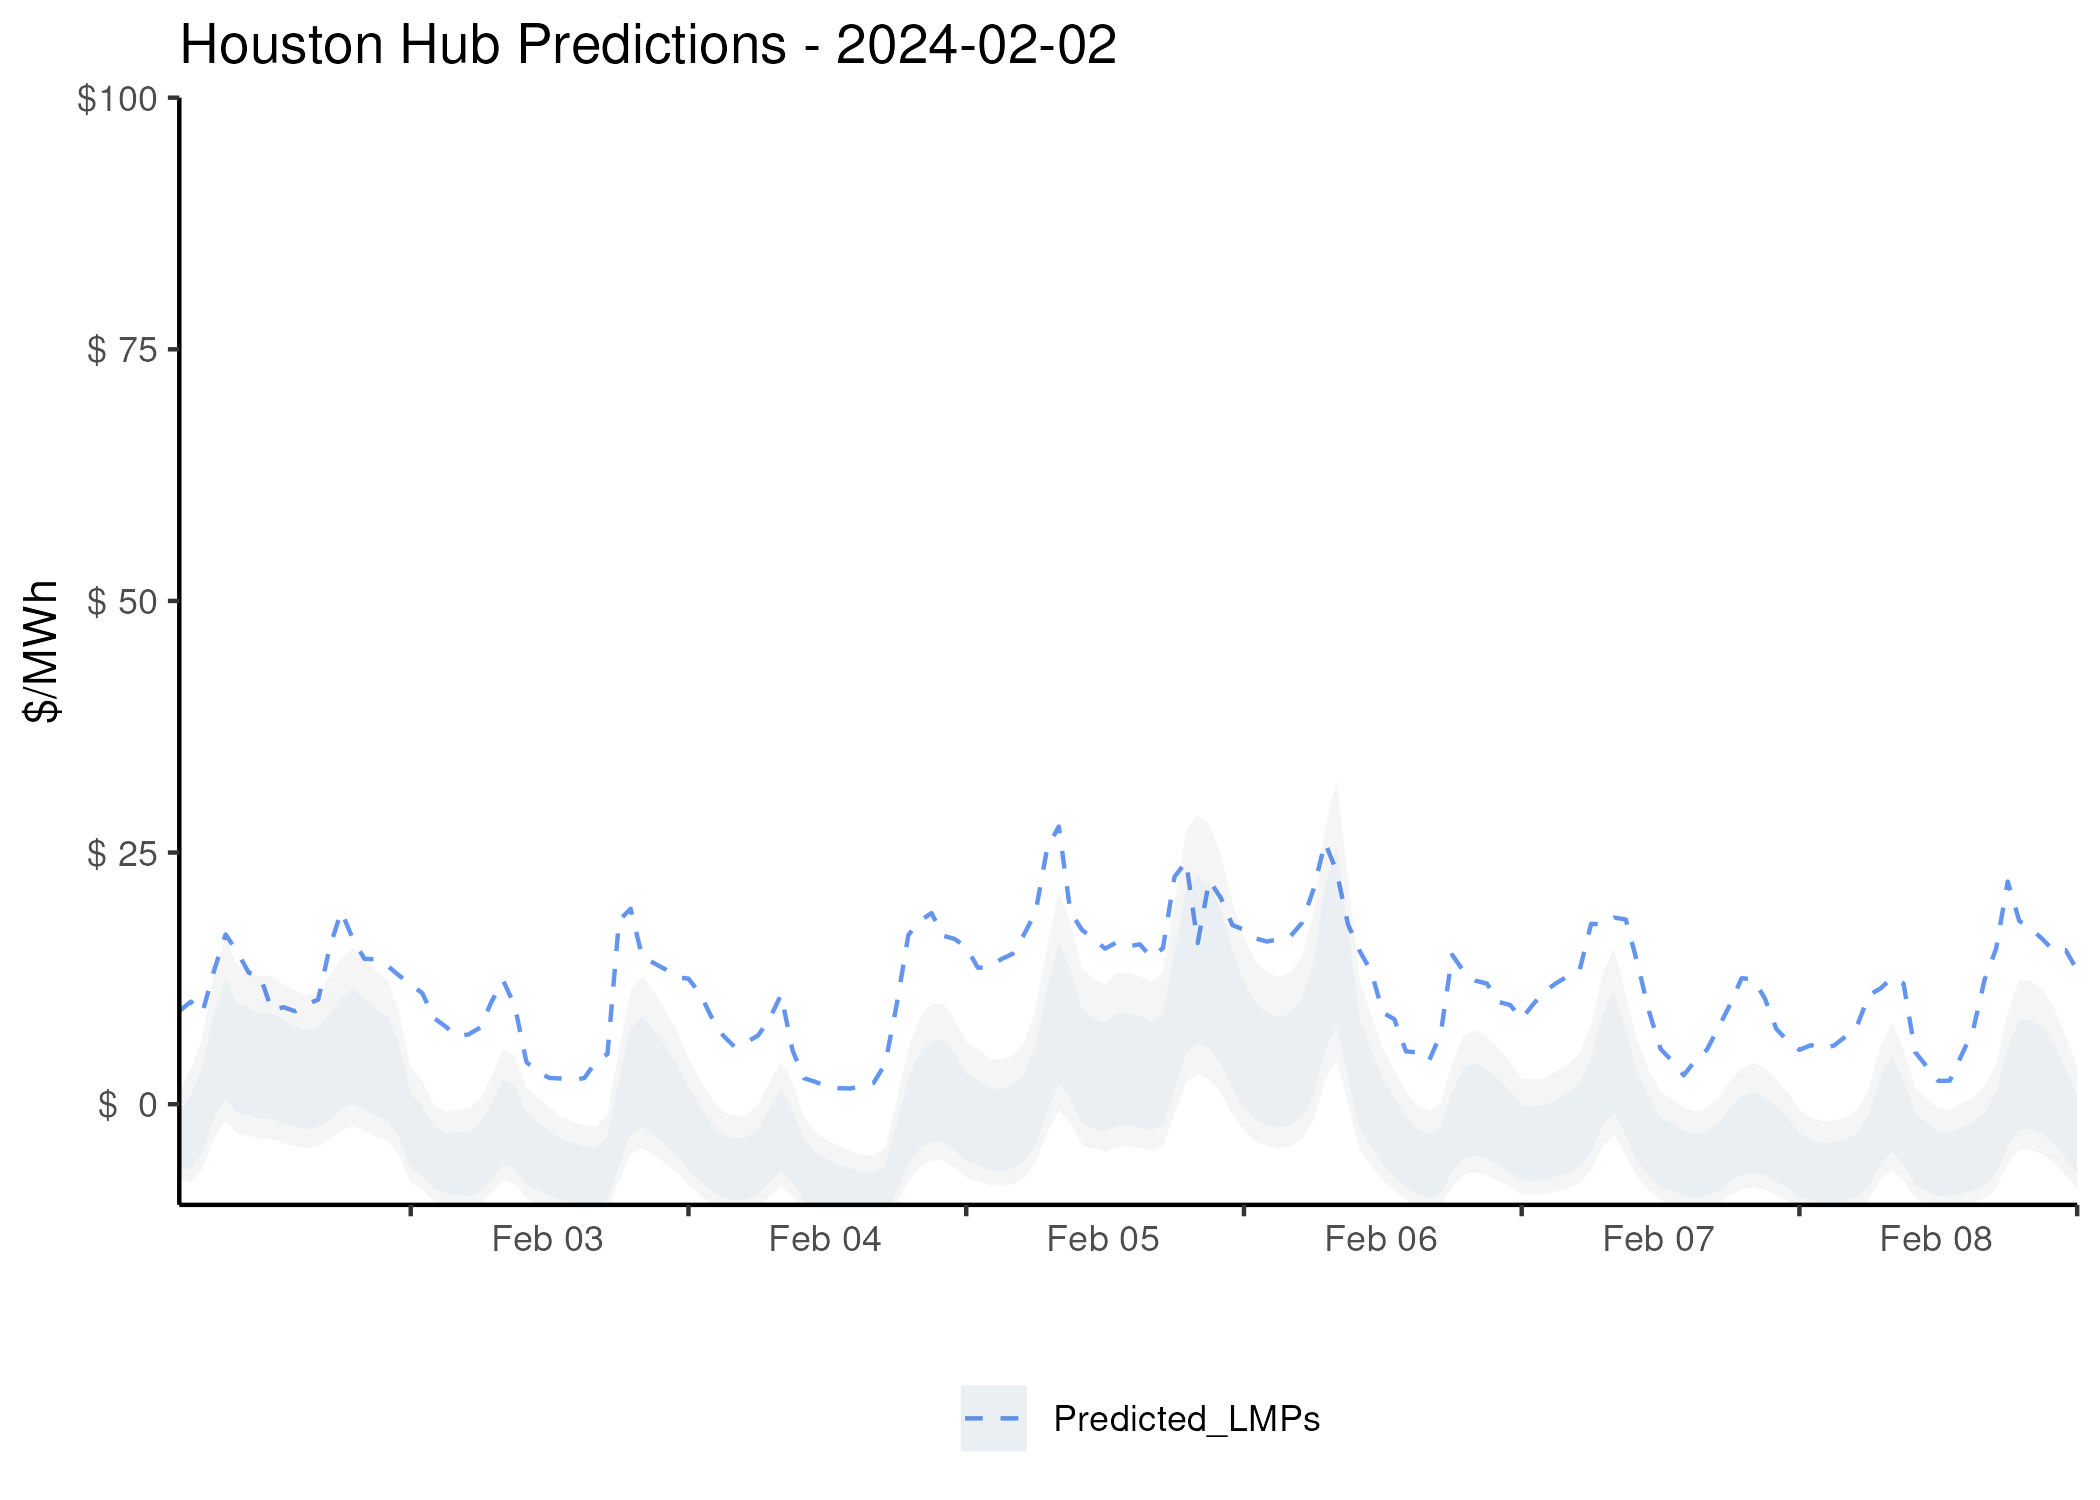 Houston Hub Predictions - 2024-02-02
$100
$ 75
$ 50
$ 25
$  0
$/MWh
Feb 03 Feb 04 Feb 05 Feb 06 Feb 07 Feb 08
Predicted_LMPs